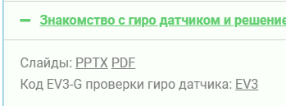 Знакомство с гиро датчиком и решение
Слайды: PPTX PDF
Код EV3-G проверки гиро датчика: EV3